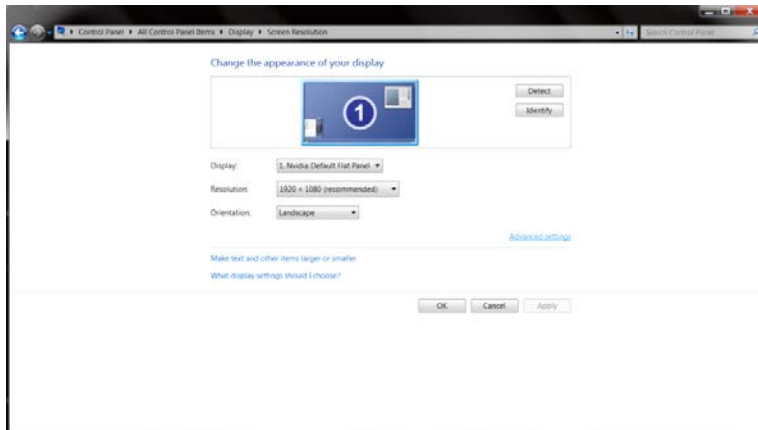 Control Panel ▸ All Control Panel Items ▸ Display ▸ Screen Resolution
Search Control Panel
Change the appearance of your display
1
Detect
Identify
Display: 1. Nvidia Default Flat Panel
Resolution: 1920 × 1080 (recommended)
Orientation: Landscape
Advanced settings
Make text and other items larger or smaller
What display settings should I choose?
OK Cancel Apply